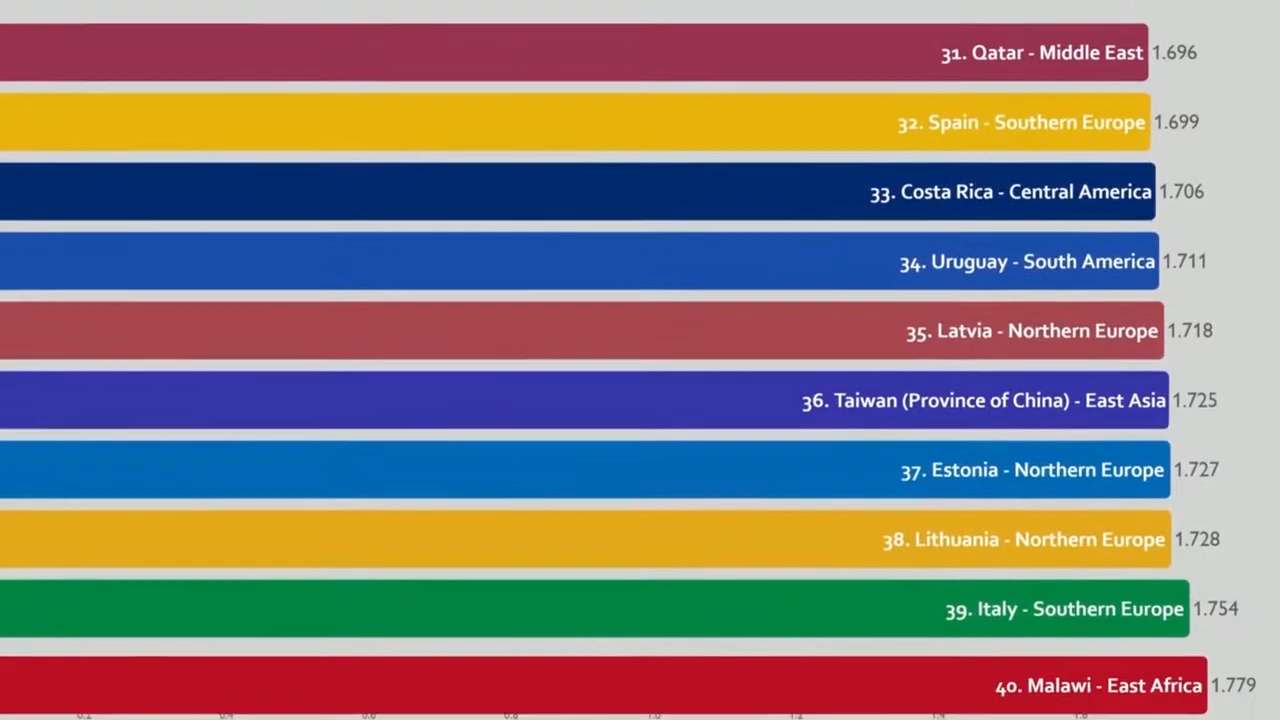 31. Qatar - Middle East 1.696
32. Spain - Southern Europe 1.699
33. Costa Rica - Central America 1.706
34. Uruguay - South America 1.711
35. Latvia - Northern Europe 1.718
36. Taiwan (Province of China) - East Asia 1.725
37. Estonia - Northern Europe 1.727
38. Lithuania - Northern Europe 1.728
39. Italy - Southern Europe 1.754
40. Malawi - East Africa 1.779